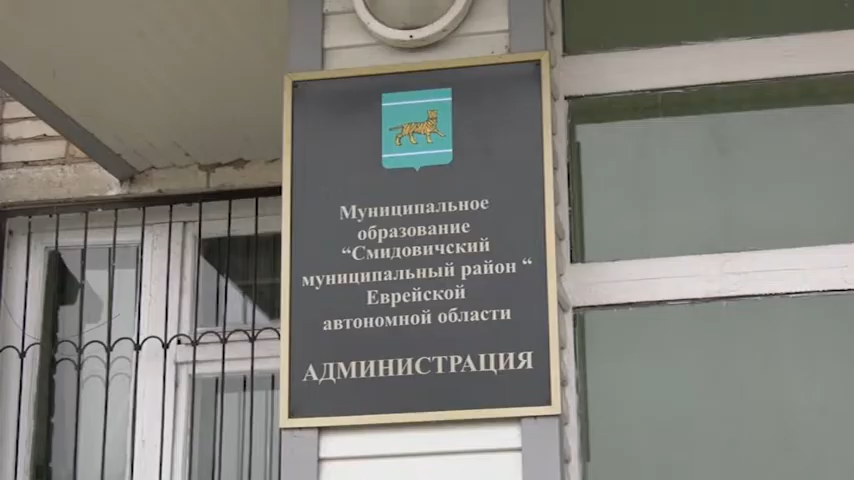 Муниципальное
образование
“Смидовичский
муниципальный район “
Еврейской
автономной области
АДМИНИСТРАЦИЯ